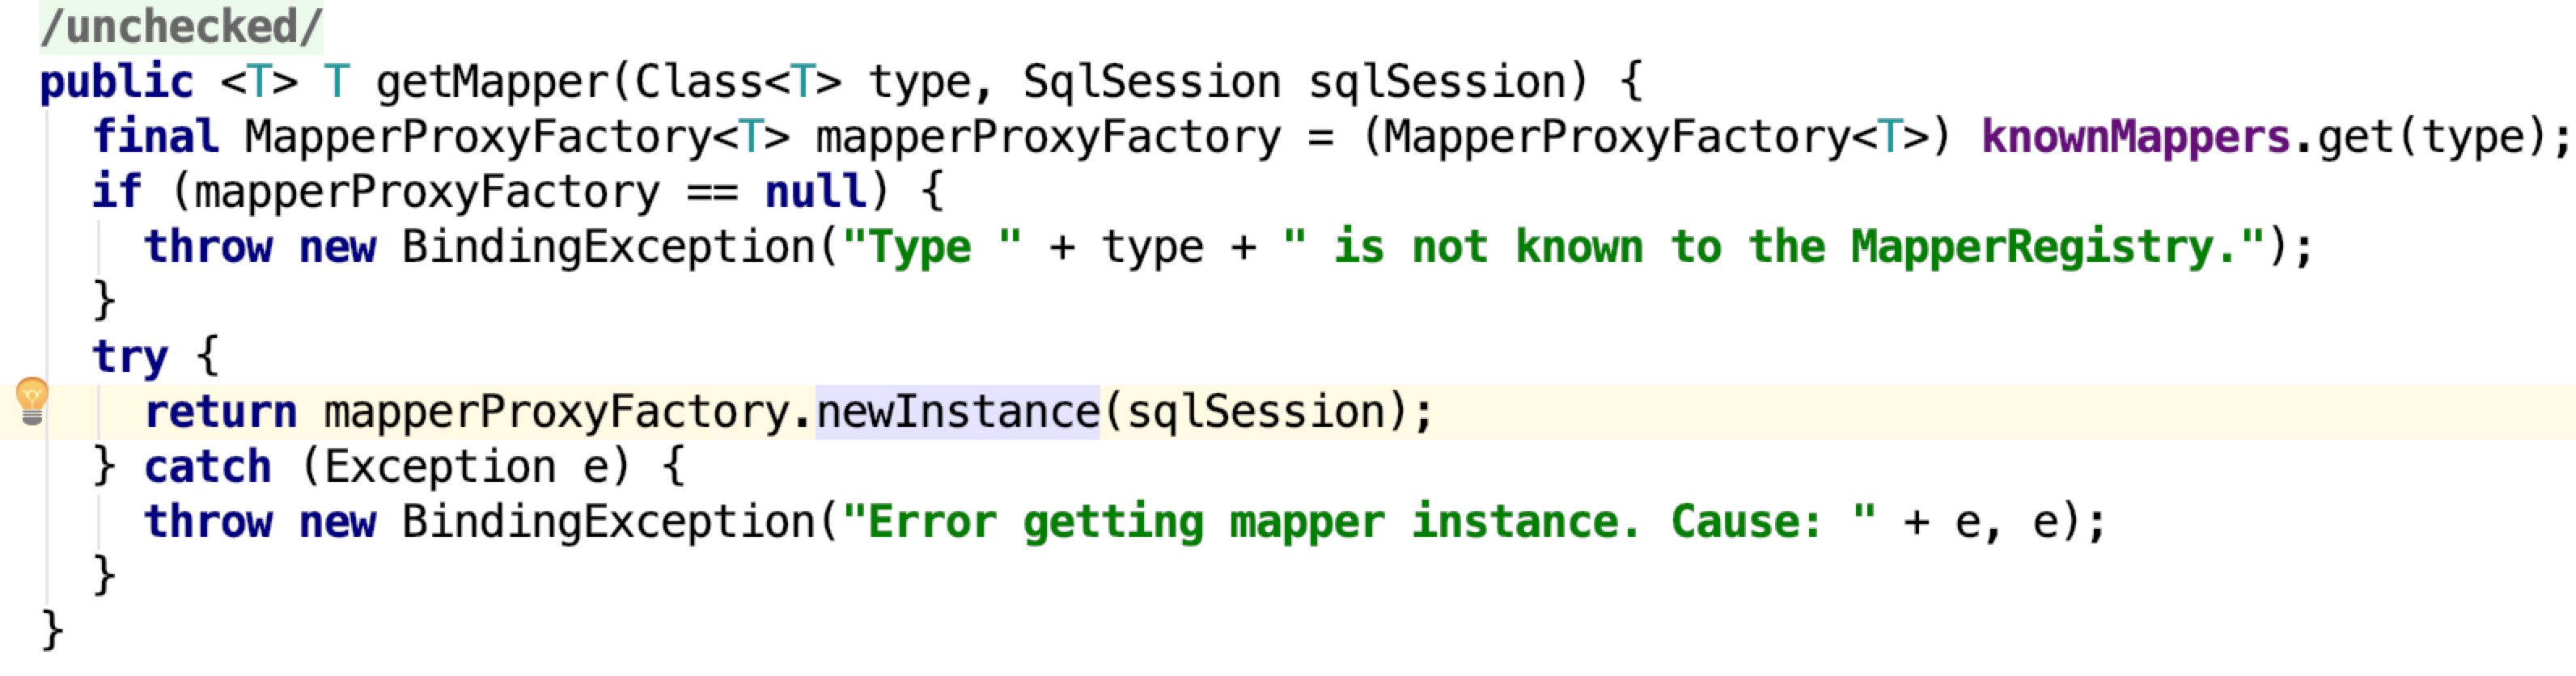 /unchecked/
public <T> T getMapper(Class<T> type, SqlSession sqlSession) {
final MapperProxyFactory<T> mapperProxyFactory = (MapperProxyFactory<T>) knownMappers.get(type);
if (mapperProxyFactory == null) {
throw new BindingException("Type " + type + " is not known to the MapperRegistry.");
}
try {
return mapperProxyFactory.newInstance(sqlSession);
} catch (Exception e) {
throw new BindingException("Error getting mapper instance. Cause: " + e, e);
}
}